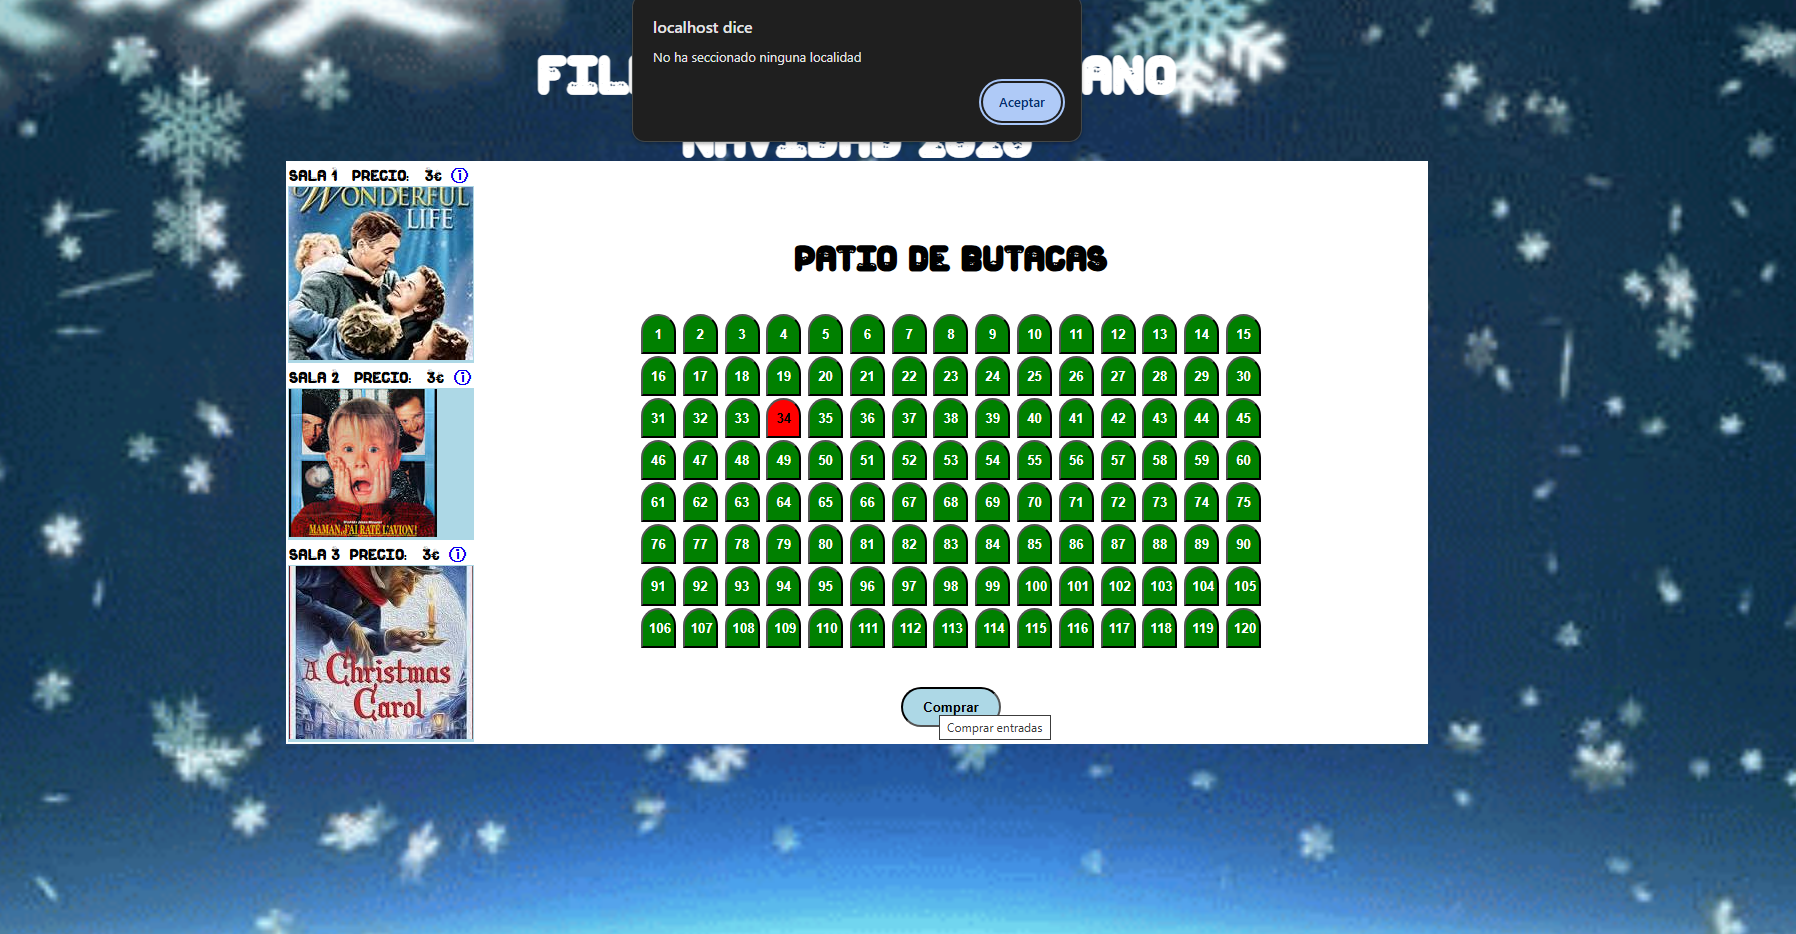 localhost dice
No ha seccionado ninguna localidad
Aceptar
SALA 1 PRECIO: 3€
WONDERFUL
LIFE
SALA 2 PRECIO: 3€
MAMAN, J'AI RATÉ L'AVION!
SALA 3 PRECIO: 3€
A Christmas
Carol
PATIO DE BUTACAS
1 2 3 4 5 6 7 8 9 10 11 12 13 14 15
16 17 18 19 20 21 22 23 24 25 26 27 28 29 30
31 32 33 34 35 36 37 38 39 40 41 42 43 44 45
46 47 48 49 50 51 52 53 54 55 56 57 58 59 60
61 62 63 64 65 66 67 68 69 70 71 72 73 74 75
76 77 78 79 80 81 82 83 84 85 86 87 88 89 90
91 92 93 94 95 96 97 98 99 100 101 102 103 104 105
106 107 108 109 110 111 112 113 114 115 116 117 118 119 120
Comprar
Comprar entradas